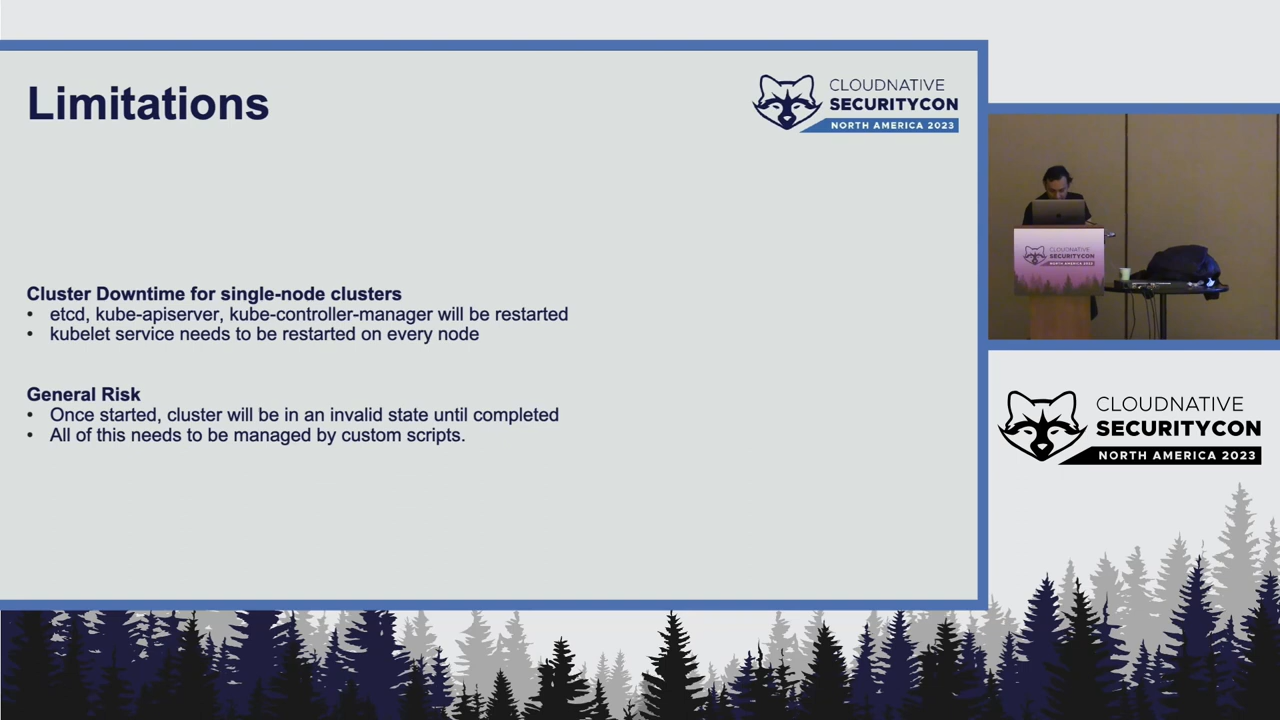 Limitations
CLOUDNATIVE
SECURITYCON
NORTH AMERICA 2023
Cluster Downtime for single-node clusters
• etcd, kube-apiserver, kube-controller-manager will be restarted
• kubelet service needs to be restarted on every node
General Risk
• Once started, cluster will be in an invalid state until completed
• All of this needs to be managed by custom scripts.
CLOUDNATIVE
SECURITYCON
CLOUDNATIVE
SECURITYCON
NORTH AMERICA 2023